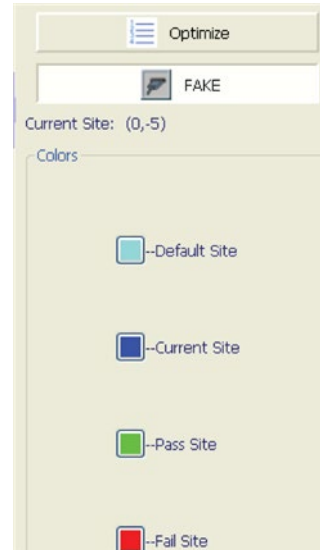 Optimize
FAKE
Current Site: (0,-5)
Colors
--Default Site
--Current Site
--Pass Site
--Fail Site